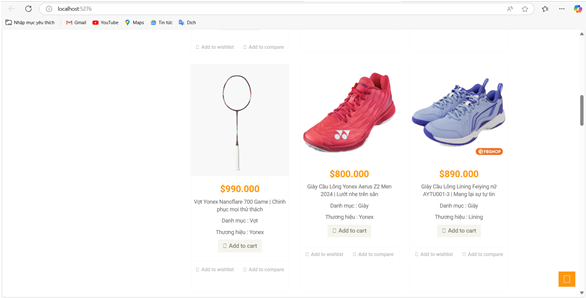 localhost:5276
Nhập mục yêu thích
Gmail
YouTube
Maps
Tin tức
Dịch
Add to wishlist
Add to compare
$990.000
Vợt Yonex Nanoflare 700 Game | Chinh
phục mọi thử thách
Danh mục : Vợt
Thương hiệu : Yonex
Add to cart
Add to wishlist
Add to compare
YONEX
$800.000
Giày Cầu Lông Yonex Aerus Z2 Men
2024 | Lướt nhẹ trên sân
Danh mục : Giày
Thương hiệu : Yonex
Add to cart
Add to wishlist
Add to compare
FBSHOP
$890.000
Giày Cầu Lông Lining Feiying nữ
AYTU001-3 | Mang lại sự tự tin
Danh mục : Giày
Thương hiệu : Lining
Add to cart
Add to wishlist
Add to compare